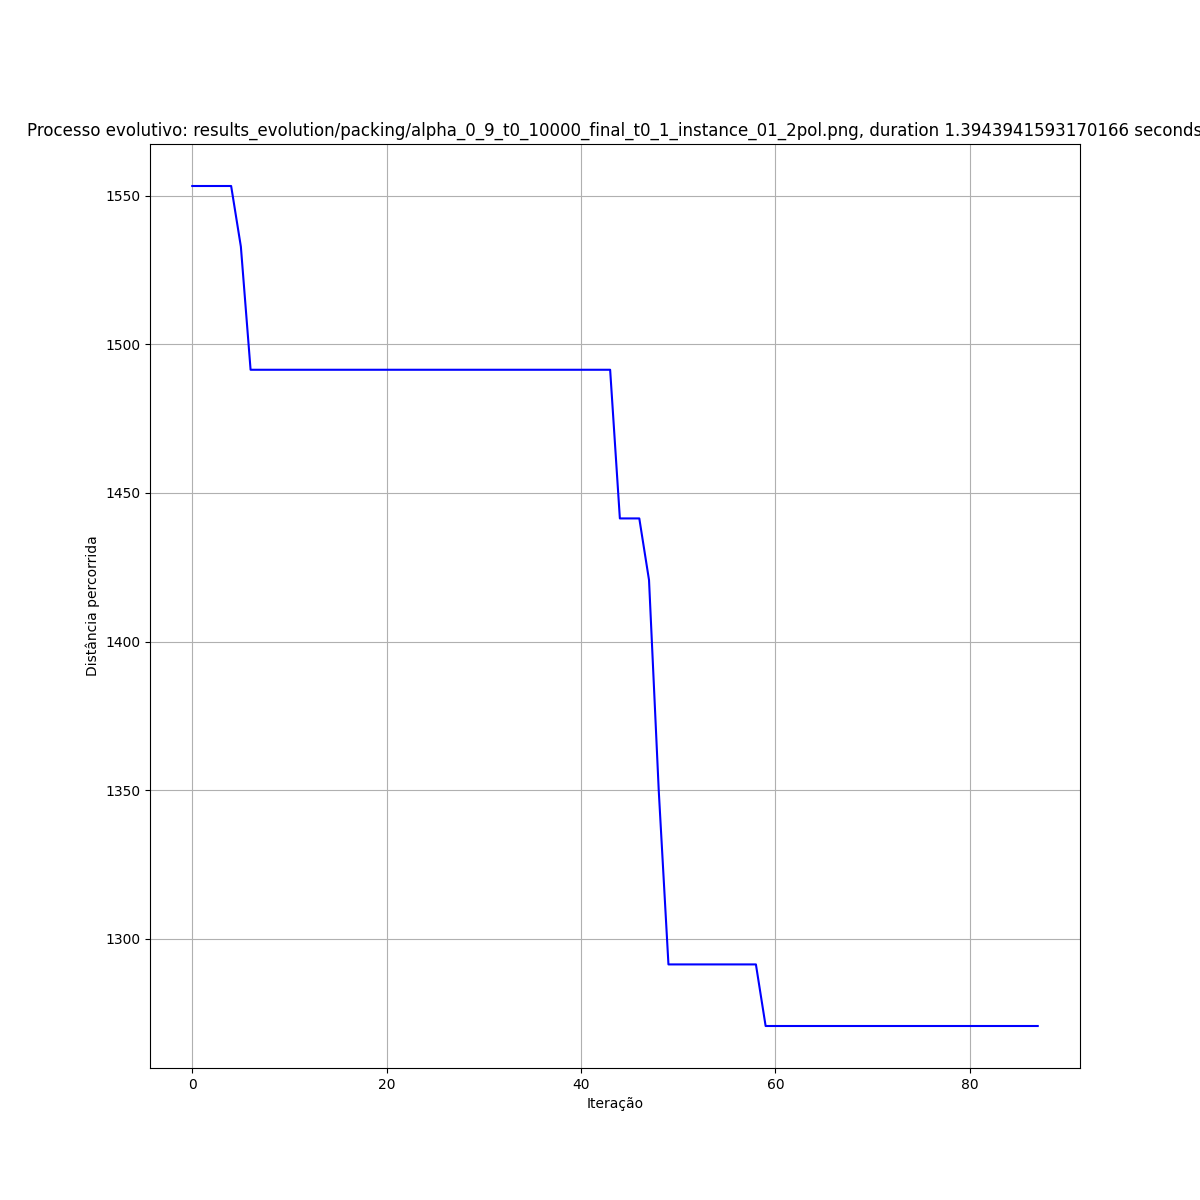 Processo evolutivo: results_evolution/packing/alpha_0_9_t0_10000_final_t0_1_instance_01_2pol.png, duration 1.3943941593170166 seconds
1550
1500
1450
1400
1350
1300
Distância percorrida
0 20 40 60 80
Iteração